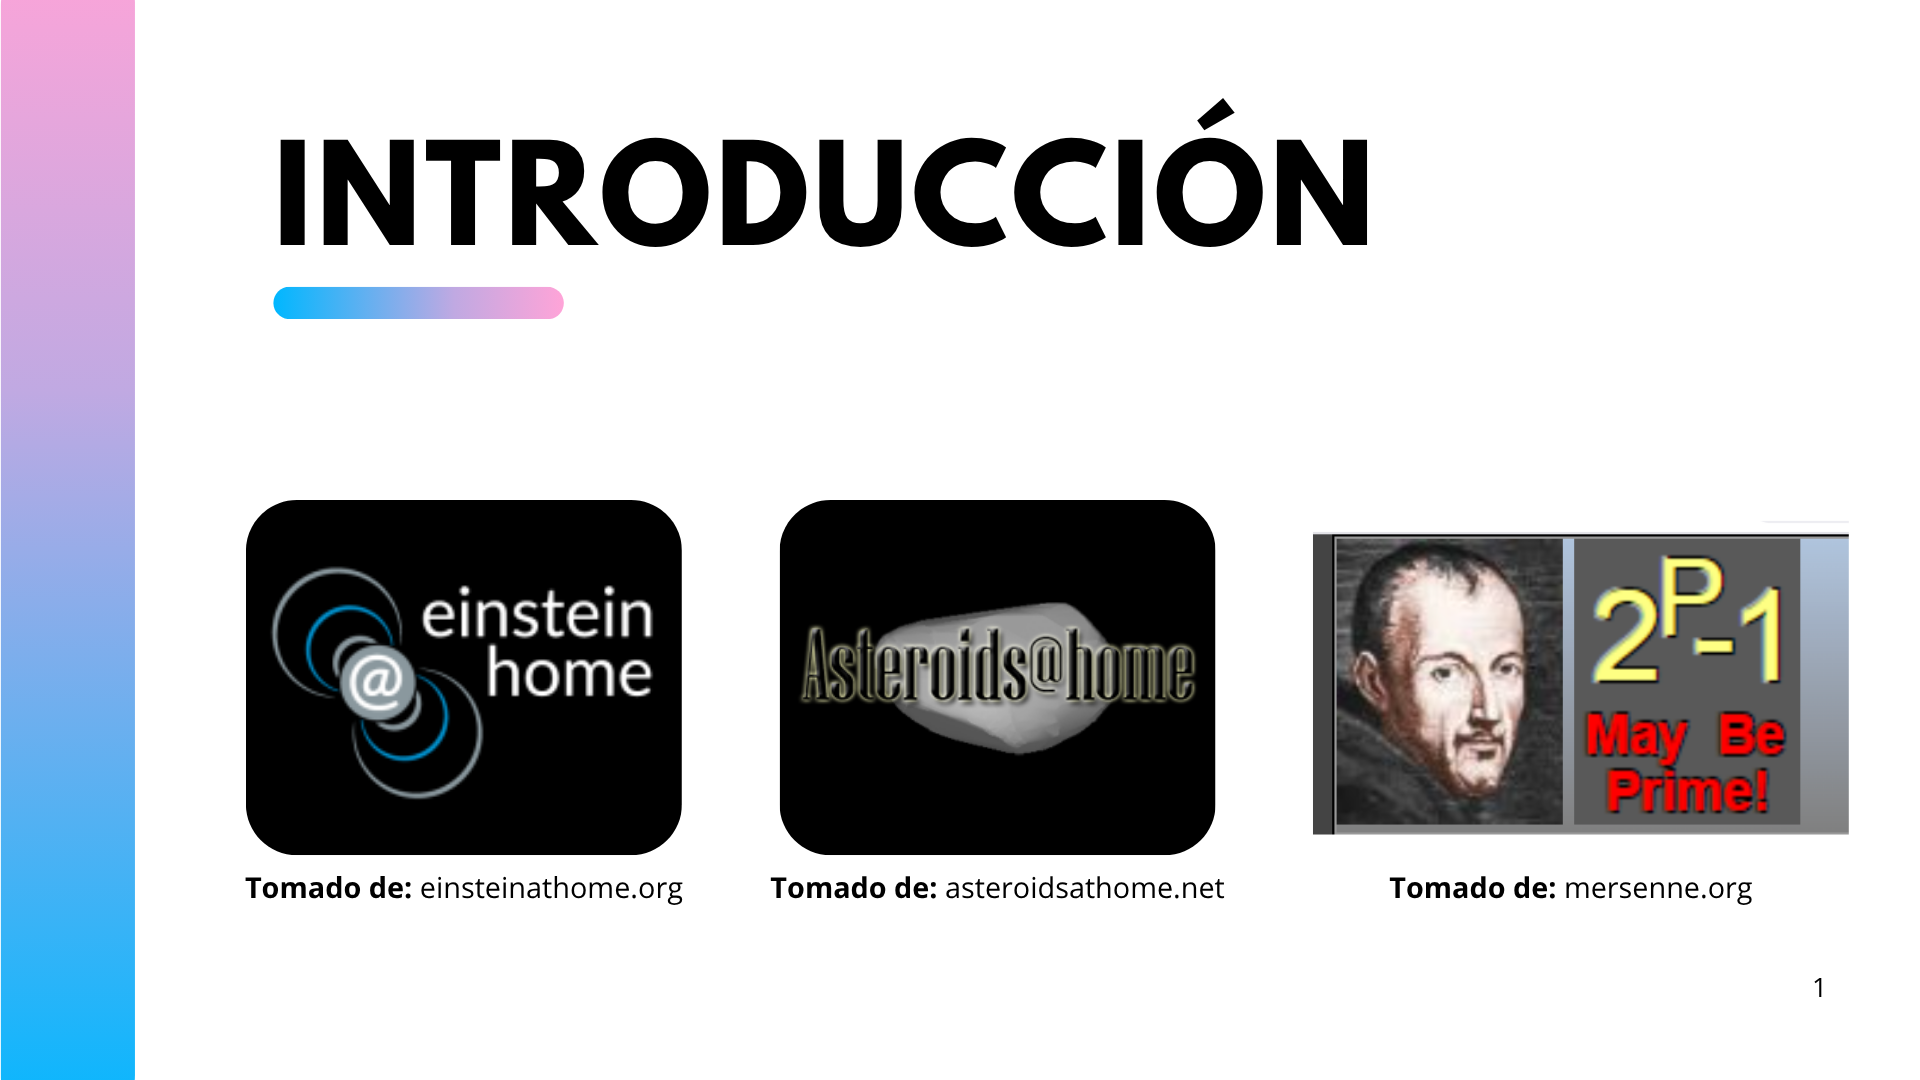 INTRODUCCIÓN
einstein
@ home
Asteroids@home
2P-1
May Be
Prime!
Tomado de: einsteinathome.org
Tomado de: asteroidsathome.net
Tomado de: mersenne.org
1